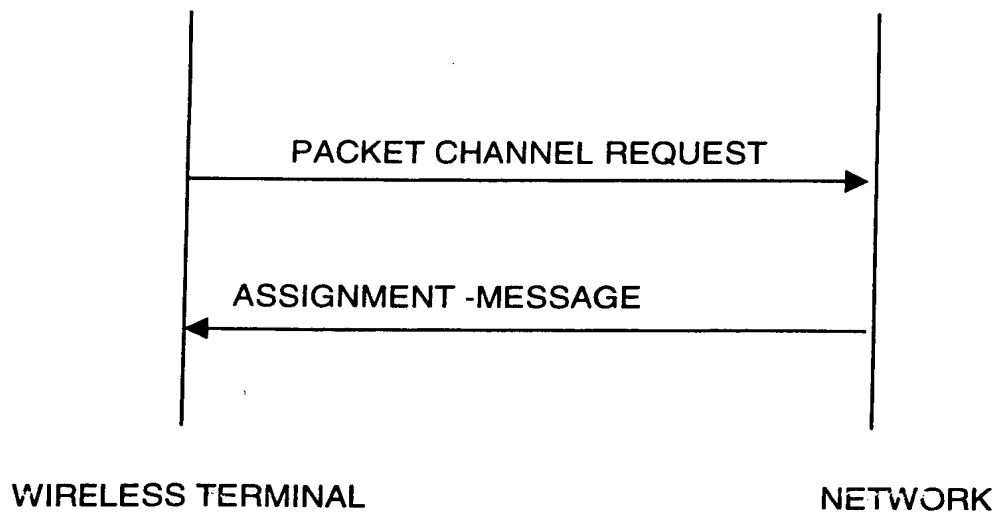 PACKET CHANNEL REQUEST
ASSIGNMENT -MESSAGE
WIRELESS TERMINAL
NETWORK